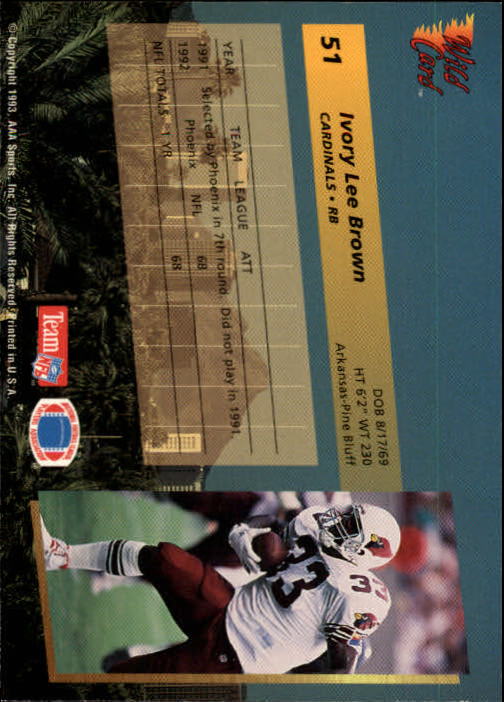 Wild Card™
51 Ivory Lee Brown
CARDINALS • RB
DOB 8/17/69
HT 6'2" WT 230
Arkansas-Pine Bluff
YEAR TEAM LEAGUE ATT
1991 Selected by Phoenix in 7th round. Did not play in 1991.
1992 Phoenix NFL 68
NFL TOTALS 1 YR 68
33
37
Team NFL
© Copyright 1993, AAA Sports, Inc. All Rights Reserved. Printed in U.S.A.